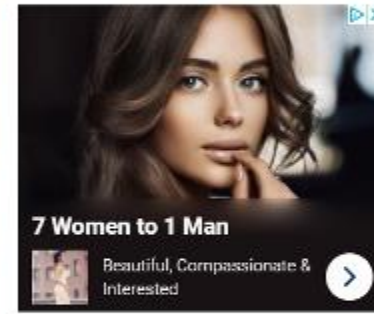 7 Women to 1 Man
Beautiful, Compassionate &
Interested